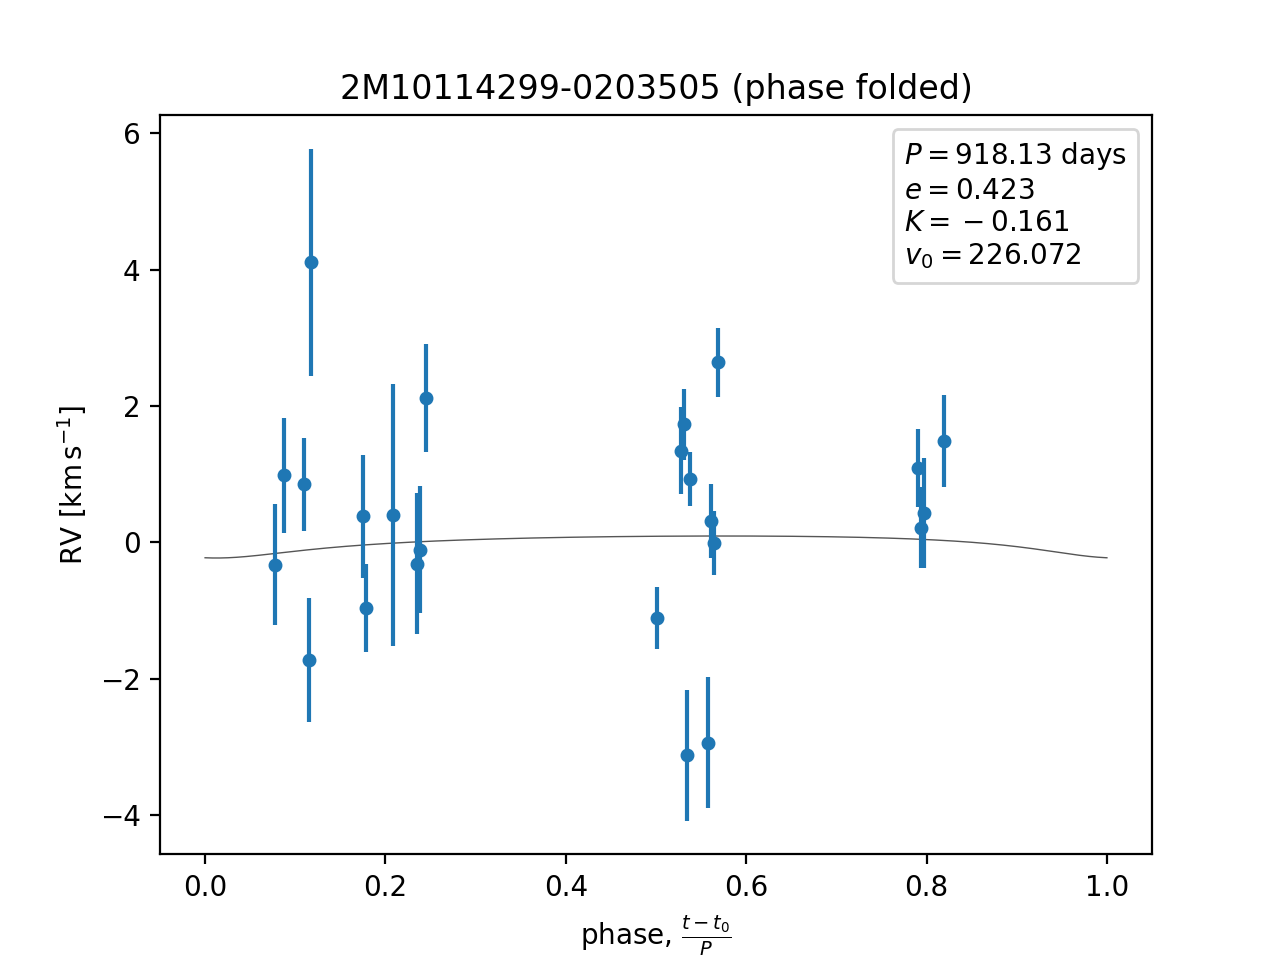 2M10114299-0203505 (phase folded)
6
4
2
0
−2
−4
RV [km s⁻¹]
P = 918.13 days
e = 0.423
K = −0.161
v₀ = 226.072
0.0 0.2 0.4 0.6 0.8 1.0
phase, (t − t₀)/P